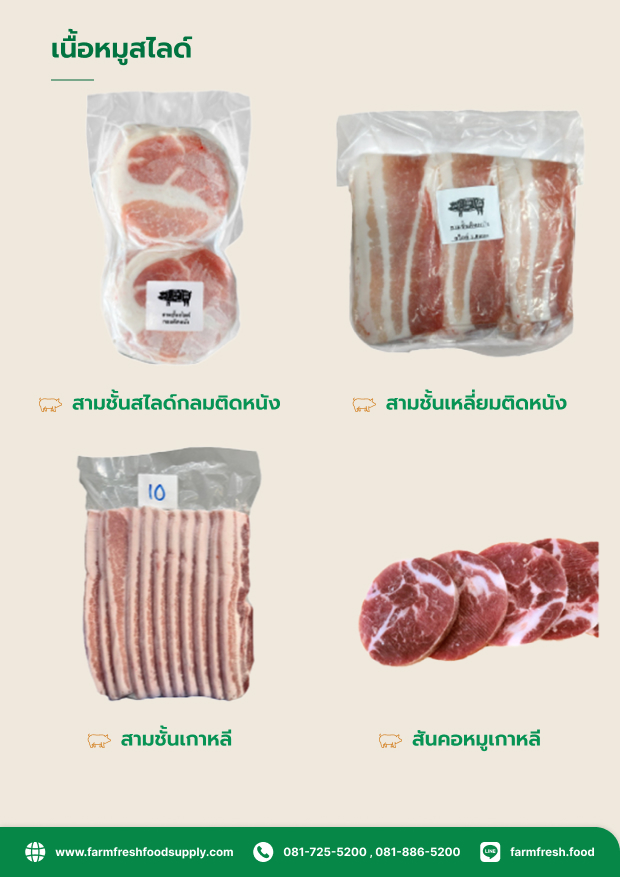 เนื้อหมูสไลด์
สามชั้นสไลด์กลมติดหนัง
สามชั้นเหลี่ยมติดหนัง
10
สามชั้นเกาหลี
สันคอหมูเกาหลี
www.farmfreshfoodsupply.com
081-725-5200 , 081-886-5200
LINE
farmfresh.food